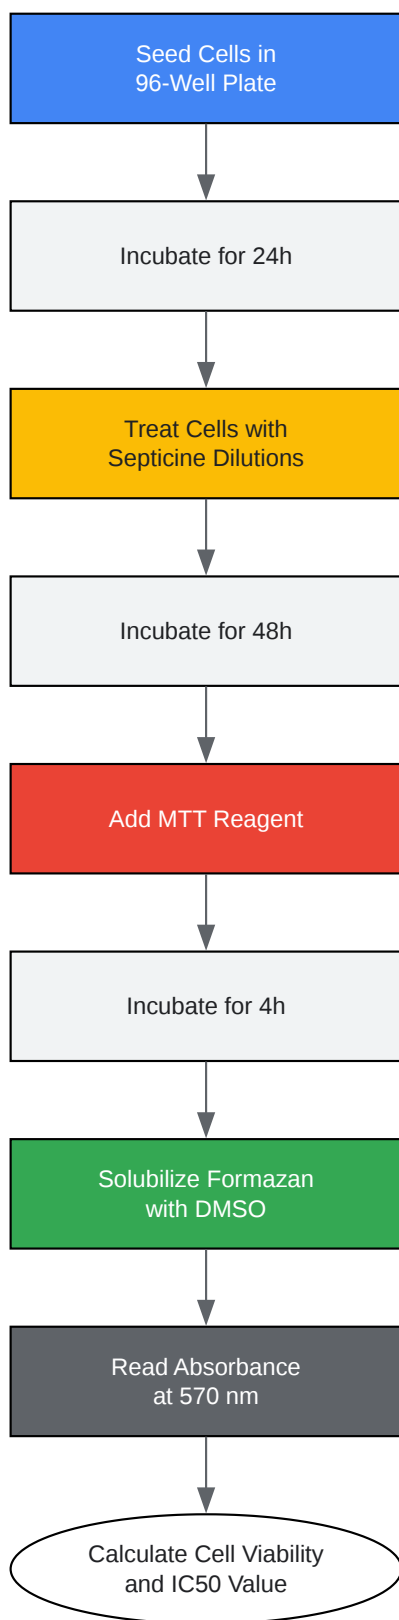 Seed Cells in
96-Well Plate
Incubate for 24h
Treat Cells with
Septicine Dilutions
Incubate for 48h
Add MTT Reagent
Incubate for 4h
Solubilize Formazan
with DMSO
Read Absorbance
at 570 nm
Calculate Cell Viability
and IC50 Value